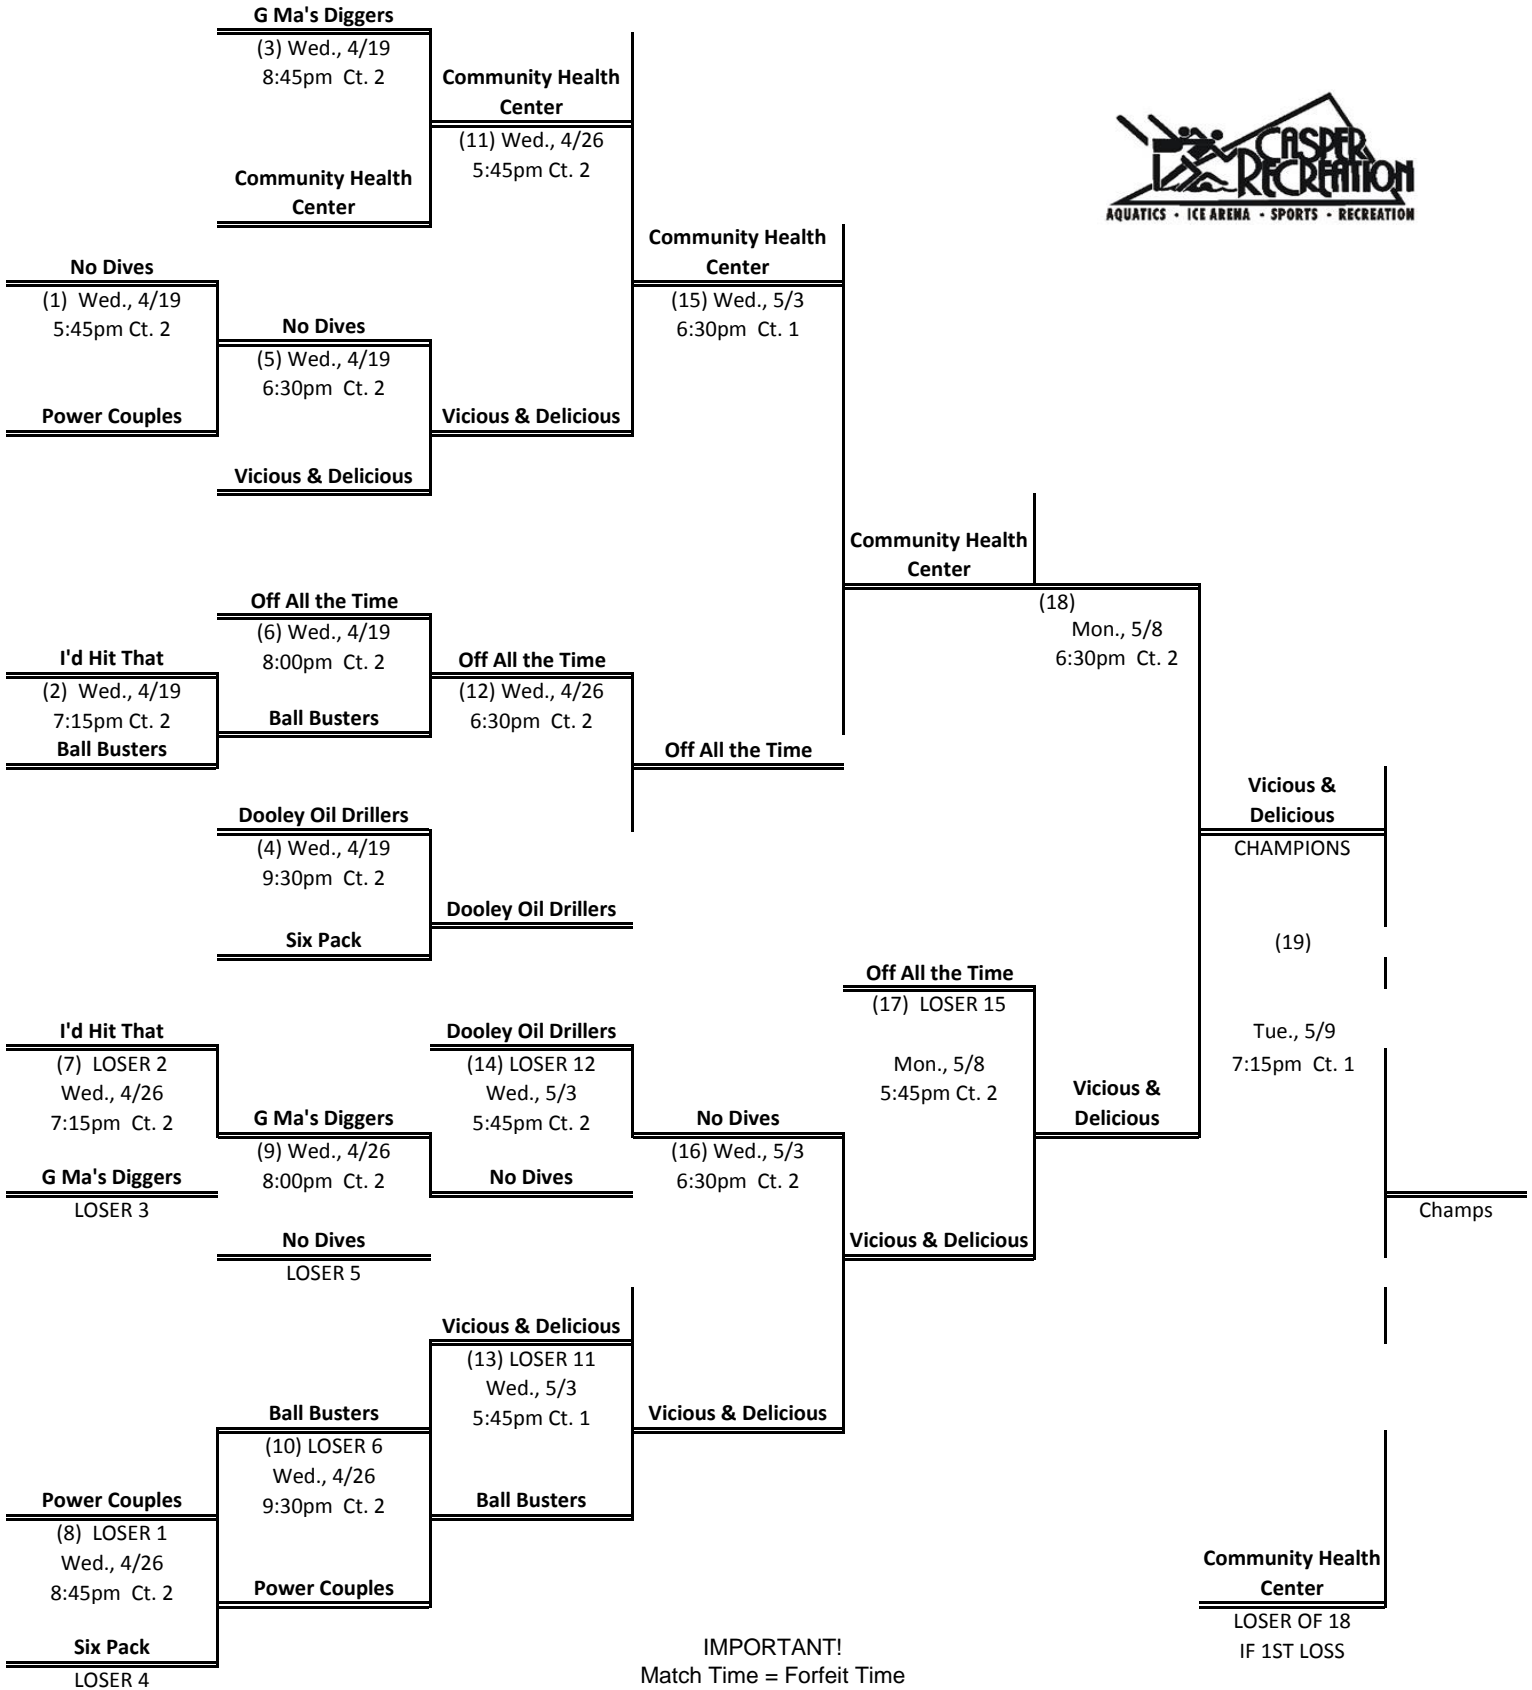 G Ma's Diggers
(3) Wed., 4/19
8:45pm  Ct. 2
Community Health
Center
(11) Wed., 4/26
5:45pm Ct. 2
Community Health
Center
CASPER
RECREATION
AQUATICS • ICE ARENA • SPORTS • RECREATION
Community Health
Center
(15) Wed., 5/3
6:30pm  Ct. 1
No Dives
(1)  Wed., 4/19
5:45pm Ct. 2
No Dives
(5) Wed., 4/19
6:30pm  Ct. 2
Power Couples
Vicious & Delicious
Vicious & Delicious
Community Health
Center
(18)
Mon., 5/8
6:30pm  Ct. 2
Off All the Time
(6) Wed., 4/19
8:00pm  Ct. 2
I'd Hit That
(2)  Wed., 4/19
7:15pm Ct. 2
Ball Busters
Ball Busters
Off All the Time
(12) Wed., 4/26
6:30pm  Ct. 2
Off All the Time
Dooley Oil Drillers
(4) Wed., 4/19
9:30pm  Ct. 2
Dooley Oil Drillers
Six Pack
Vicious &
Delicious
CHAMPIONS
(19)
Tue., 5/9
7:15pm  Ct. 1
Off All the Time
(17)  LOSER 15
Mon., 5/8
5:45pm Ct. 2
Vicious &
Delicious
I'd Hit That
(7)  LOSER 2
Wed., 4/26
7:15pm  Ct. 2
G Ma's Diggers
LOSER 3
G Ma's Diggers
(9) Wed., 4/26
8:00pm  Ct. 2
No Dives
LOSER 5
Dooley Oil Drillers
(14) LOSER 12
Wed., 5/3
5:45pm  Ct. 2
No Dives
No Dives
(16) Wed., 5/3
6:30pm  Ct. 2
Vicious & Delicious
Champs
Vicious & Delicious
(13) LOSER 11
Wed., 5/3
5:45pm Ct. 1
Vicious & Delicious
Ball Busters
(10) LOSER 6
Wed., 4/26
9:30pm  Ct. 2
Ball Busters
Power Couples
(8)  LOSER 1
Wed., 4/26
8:45pm  Ct. 2
Power Couples
Six Pack
LOSER 4
Community Health
Center
LOSER OF 18
IF 1ST LOSS
IMPORTANT!
Match Time = Forfeit Time